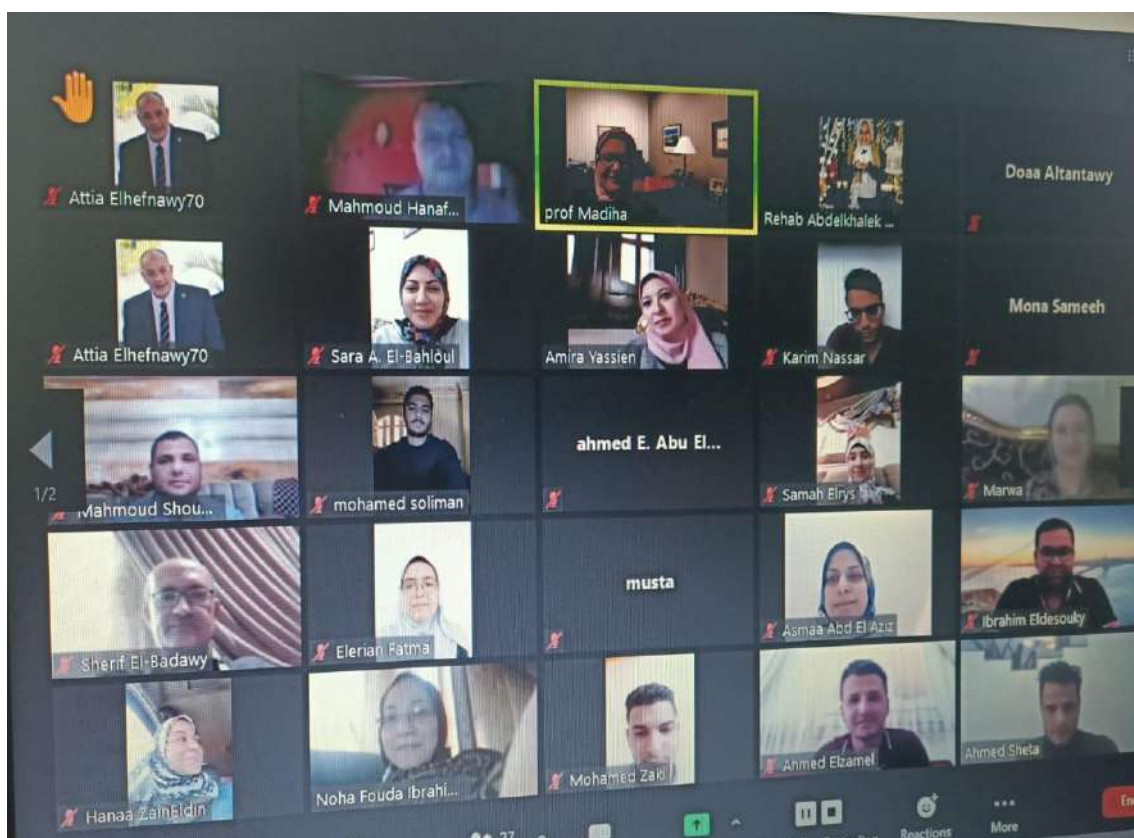 Attia Elhefnawy70
Mahmoud Hanaf...
prof Madiha
Rehab Abdelkhalek ...
Doaa Altantawy
Attia Elhefnawy70
Sara A. El-Bahloul
Amira Yassien
Karim Nassar
Mona Sameeh
1/2
Mahmoud Shou...
mohamed soliman
ahmed E. Abu El...
Samah Elrys
Marwa
Sherif El-Badawy
Elerian Fatma
musta
Asmaa Abd El Aziz
Ibrahim Eldesouky
Hanaa ZainEldin
Noha Fouda Ibrahi...
Mohamed Zaki
Ahmed Elzamel
Ahmed Sheta
27
Reactions
More